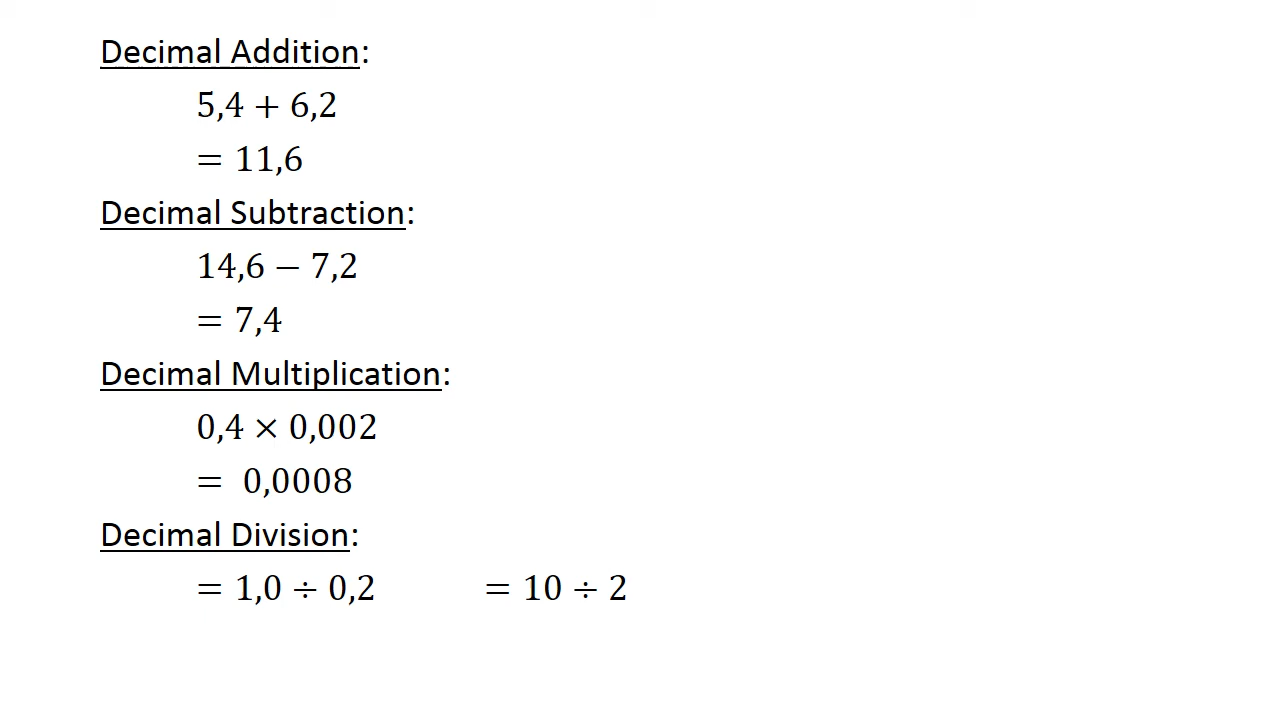 Decimal Addition:
5,4 + 6,2
= 11,6
Decimal Subtraction:
14,6 − 7,2
= 7,4
Decimal Multiplication:
0,4 × 0,002
= 0,0008
Decimal Division:
= 1,0 ÷ 0,2 = 10 ÷ 2